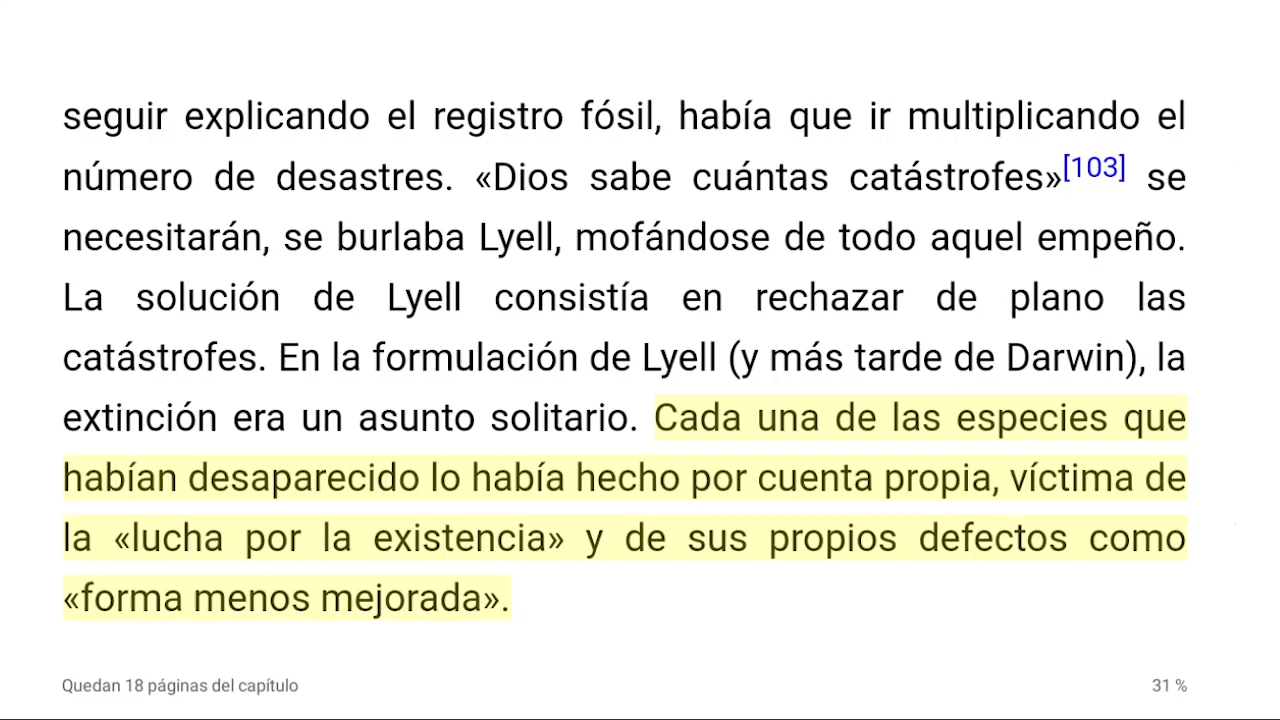 seguir explicando el registro fósil, había que ir multiplicando el
número de desastres. «Dios sabe cuántas catástrofes»[103] se
necesitarán, se burlaba Lyell, mofándose de todo aquel empeño.
La solución de Lyell consistía en rechazar de plano las
catástrofes. En la formulación de Lyell (y más tarde de Darwin), la
extinción era un asunto solitario. Cada una de las especies que
habían desaparecido lo había hecho por cuenta propia, víctima de
la «lucha por la existencia» y de sus propios defectos como
«forma menos mejorada».
Quedan 18 páginas del capítulo 31 %